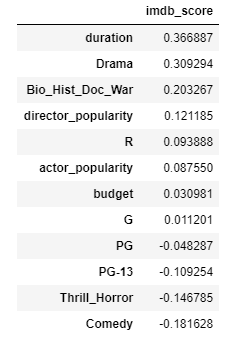 imdb_score
duration 0.366887
Drama 0.309294
Bio_Hist_Doc_War 0.203267
director_popularity 0.121185
R 0.093888
actor_popularity 0.087550
budget 0.030981
G 0.011201
PG -0.048287
PG-13 -0.109254
Thrill_Horror -0.146785
Comedy -0.181628